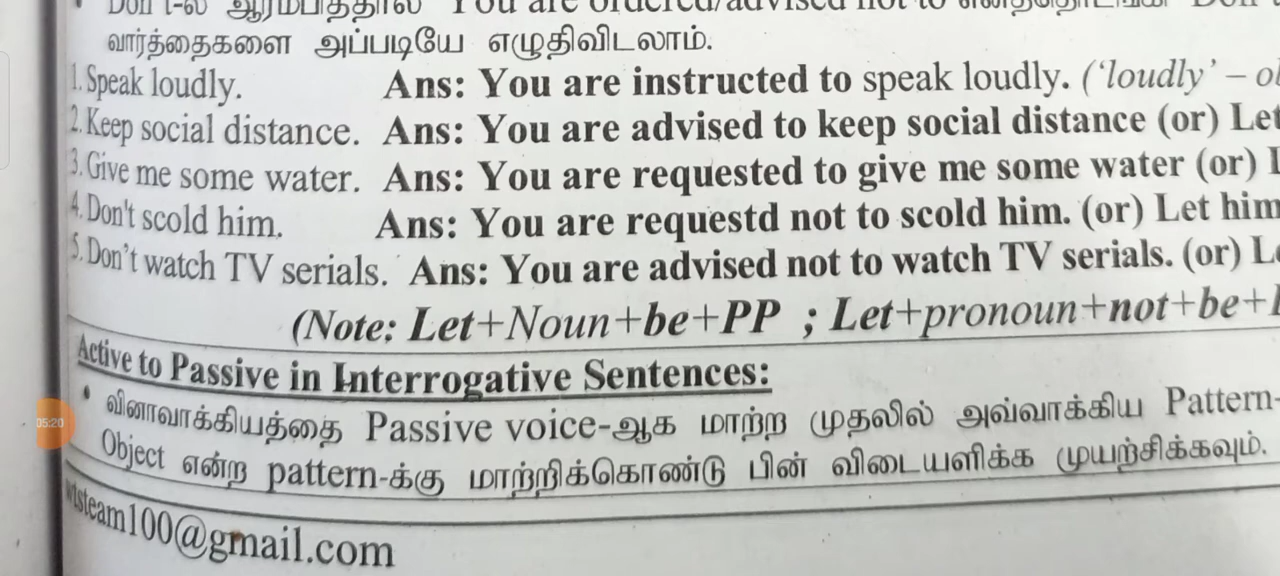 வார்த்தைகளை அப்படியே எழுதிவிடலாம்.
1. Speak loudly. Ans: You are instructed to speak loudly. ('loudly' –
2. Keep social distance. Ans: You are advised to keep social distance (or) Let
3. Give me some water. Ans: You are requested to give me some water (or)
4. Don't scold him. Ans: You are requestd not to scold him. (or) Let him
5. Don't watch TV serials. Ans: You are advised not to watch TV serials. (or)
(Note: Let+Noun+be+PP ; Let+pronoun+not+be+
Active to Passive in Interrogative Sentences:
• வினாவாக்கியத்தை Passive voice-ஆக மாற்ற முதலில் அவ்வாக்கிய Pattern-
Object என்ற pattern-க்கு மாற்றிக்கொண்டு பின் விடையளிக்க முயற்சிக்கவும்.
05:20
wtsteam100@gmail.com